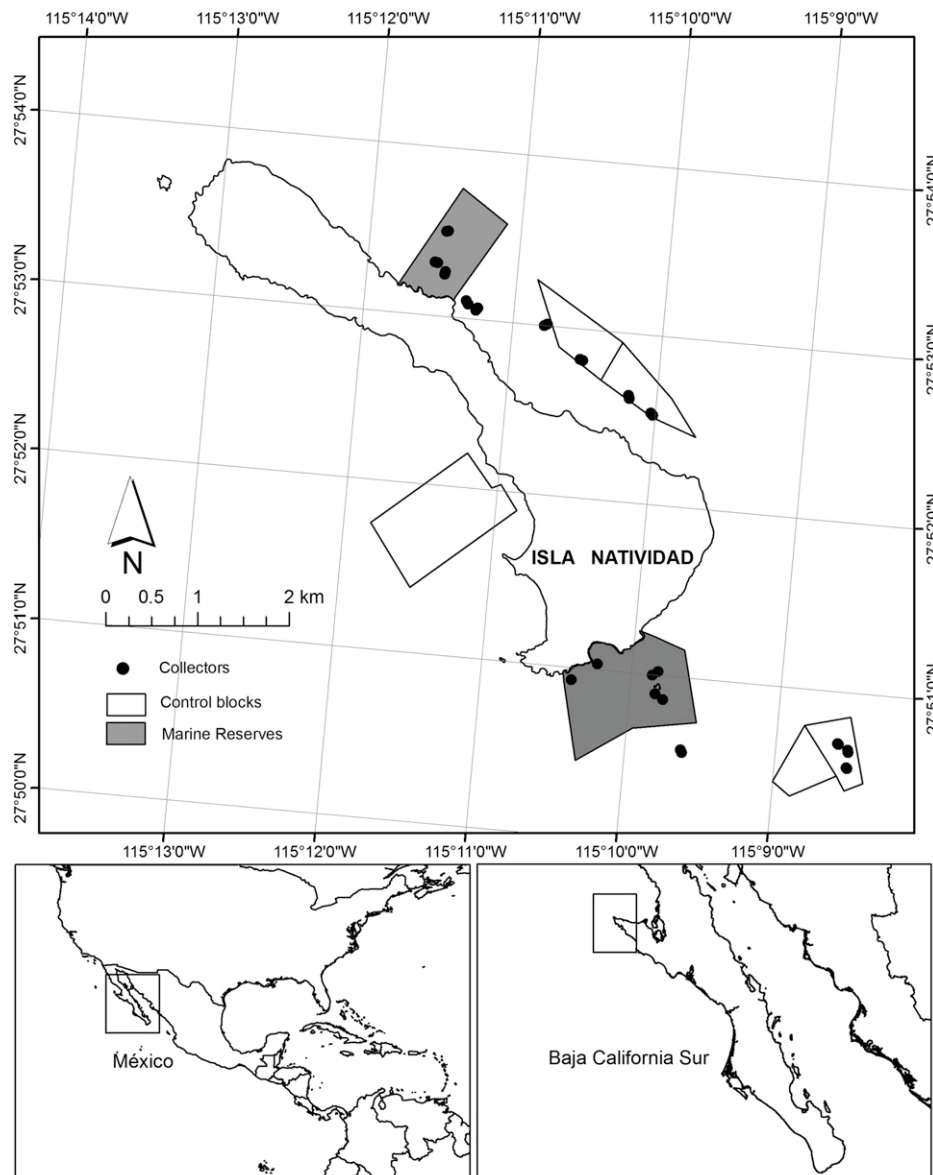 115°14'0"W 115°13'0"W 115°12'0"W 115°11'0"W 115°10'0"W 115°9'0"W
27°54'0"N
27°53'0"N
27°52'0"N
27°51'0"N
27°50'0"N
27°54'0"N
27°53'0"N
27°52'0"N
27°51'0"N
ISLA NATIVIDAD
N
0 0.5 1 2 km
Collectors
Control blocks
Marine Reserves
115°13'0"W 115°12'0"W 115°11'0"W 115°10'0"W 115°9'0"W
México
Baja California Sur